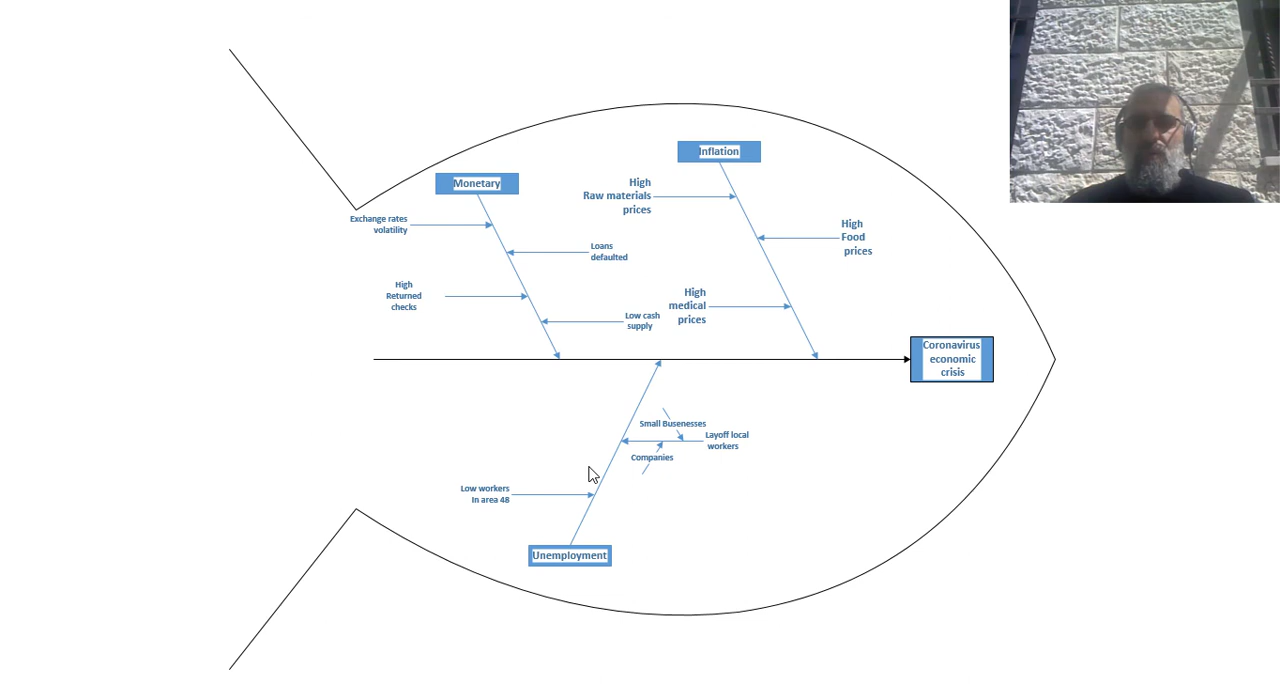 Inflation
Monetary
High
Raw materials
prices
Exchange rates
volatility
High
Food
prices
Loans
defaulted
High
Returned
checks
High
medical
prices
Low cash
supply
Coronavirus
economic
crisis
Small Busenesses
Layoff local
workers
Companies
Low workers
In area 48
Unemployment